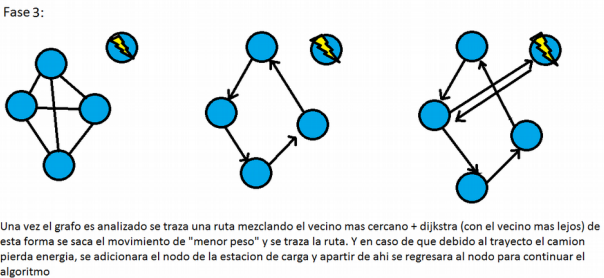 Fase 3:
Una vez el grafo es analizado se traza una ruta mezclando el vecino mas cercano + dijkstra (con el vecino mas lejos) de
esta forma se saca el movimiento de "menor peso" y se traza la ruta. Y en caso de que debido al trayecto el camion
pierda energia, se adicionara el nodo de la estacion de carga y apartir de ahi se regresara al nodo para continuar el
algoritmo